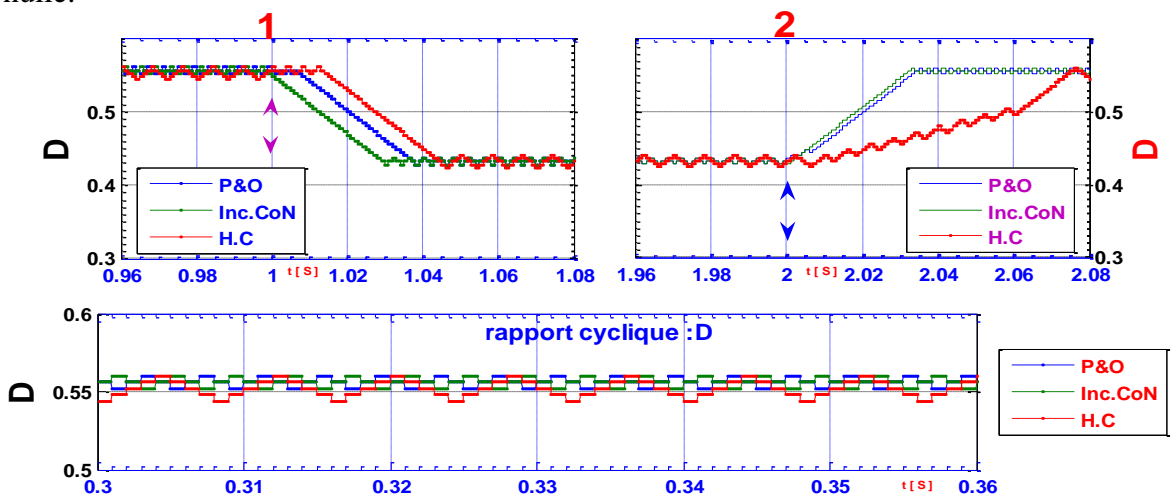 nulle.
1
2
0.5
0.4
0.3
D
P&O
Inc.CoN
H.C
0.96 0.98 1 t [ S ] 1.02 1.04 1.06 1.08
0.5
0.4
0.3
D
P&O
Inc.CoN
H.C
1.96 1.98 2 t [ S ] 2.02 2.04 2.06 2.08
0.6
rapport cyclique :D
0.55
D
0.5
P&O
Inc.CoN
H.C
0.3 0.31 0.32 0.33 0.34 0.35 t [ S ] 0.36